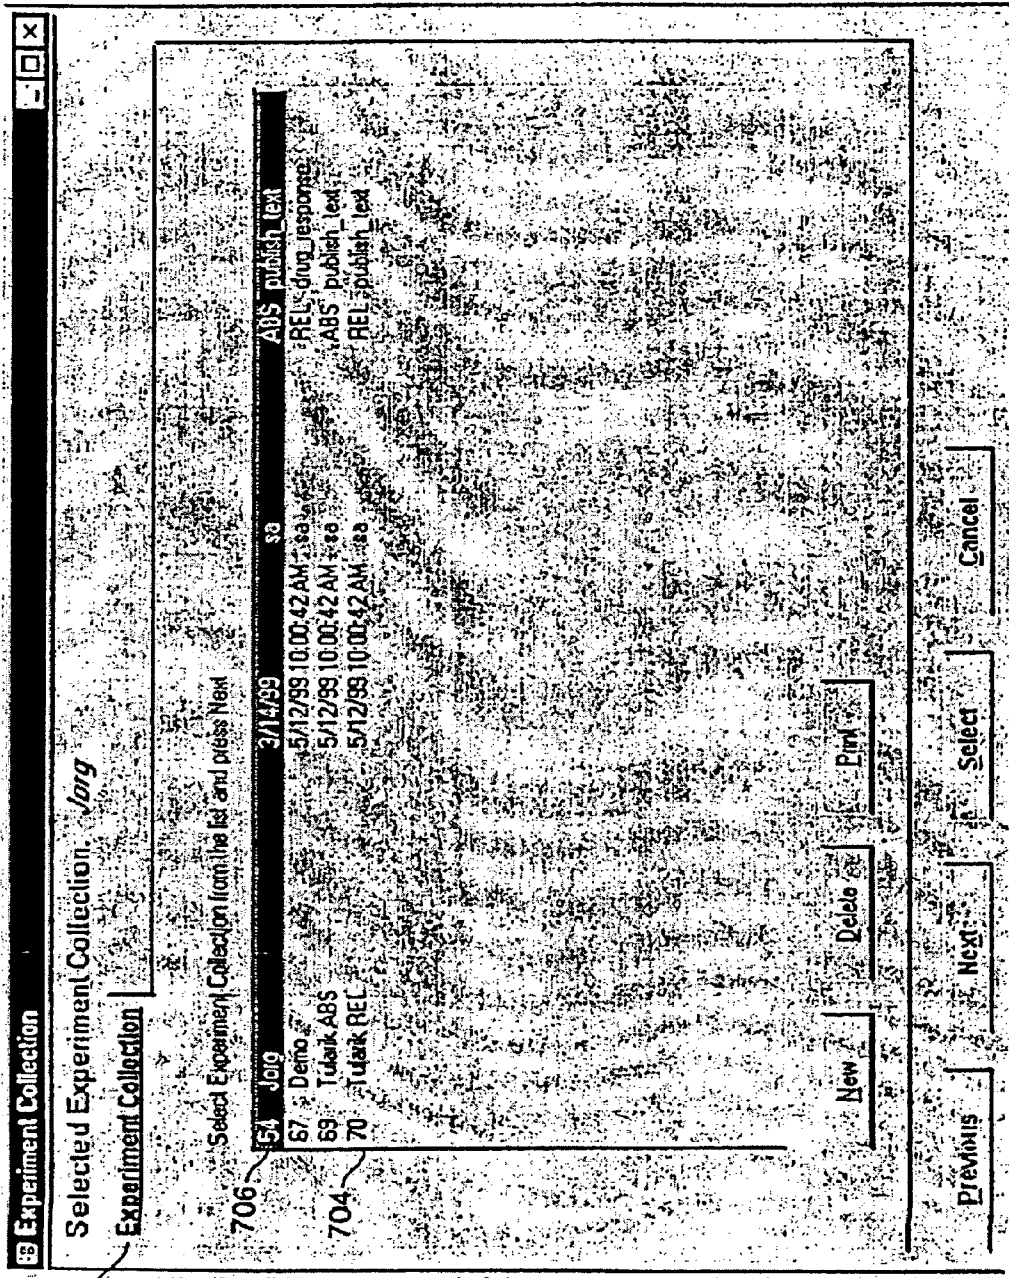 Experiment Collection
Selected Experiment Collection: Jorg
Experiment Collection
Select Experiment Collection from the list and press Next
706
64 Jorg 3/14/99 sa ABS publish_text
67 Demo 5/12/99 10:00:42 AM sa REL drug_response
69 Tularik ABS 5/12/99 10:00:42 AM sa ABS publish_text
704
70 Tularik REL 5/12/99 10:00:42 AM sa REL publish_text
New Delete Print
Previous Next Select Cancel